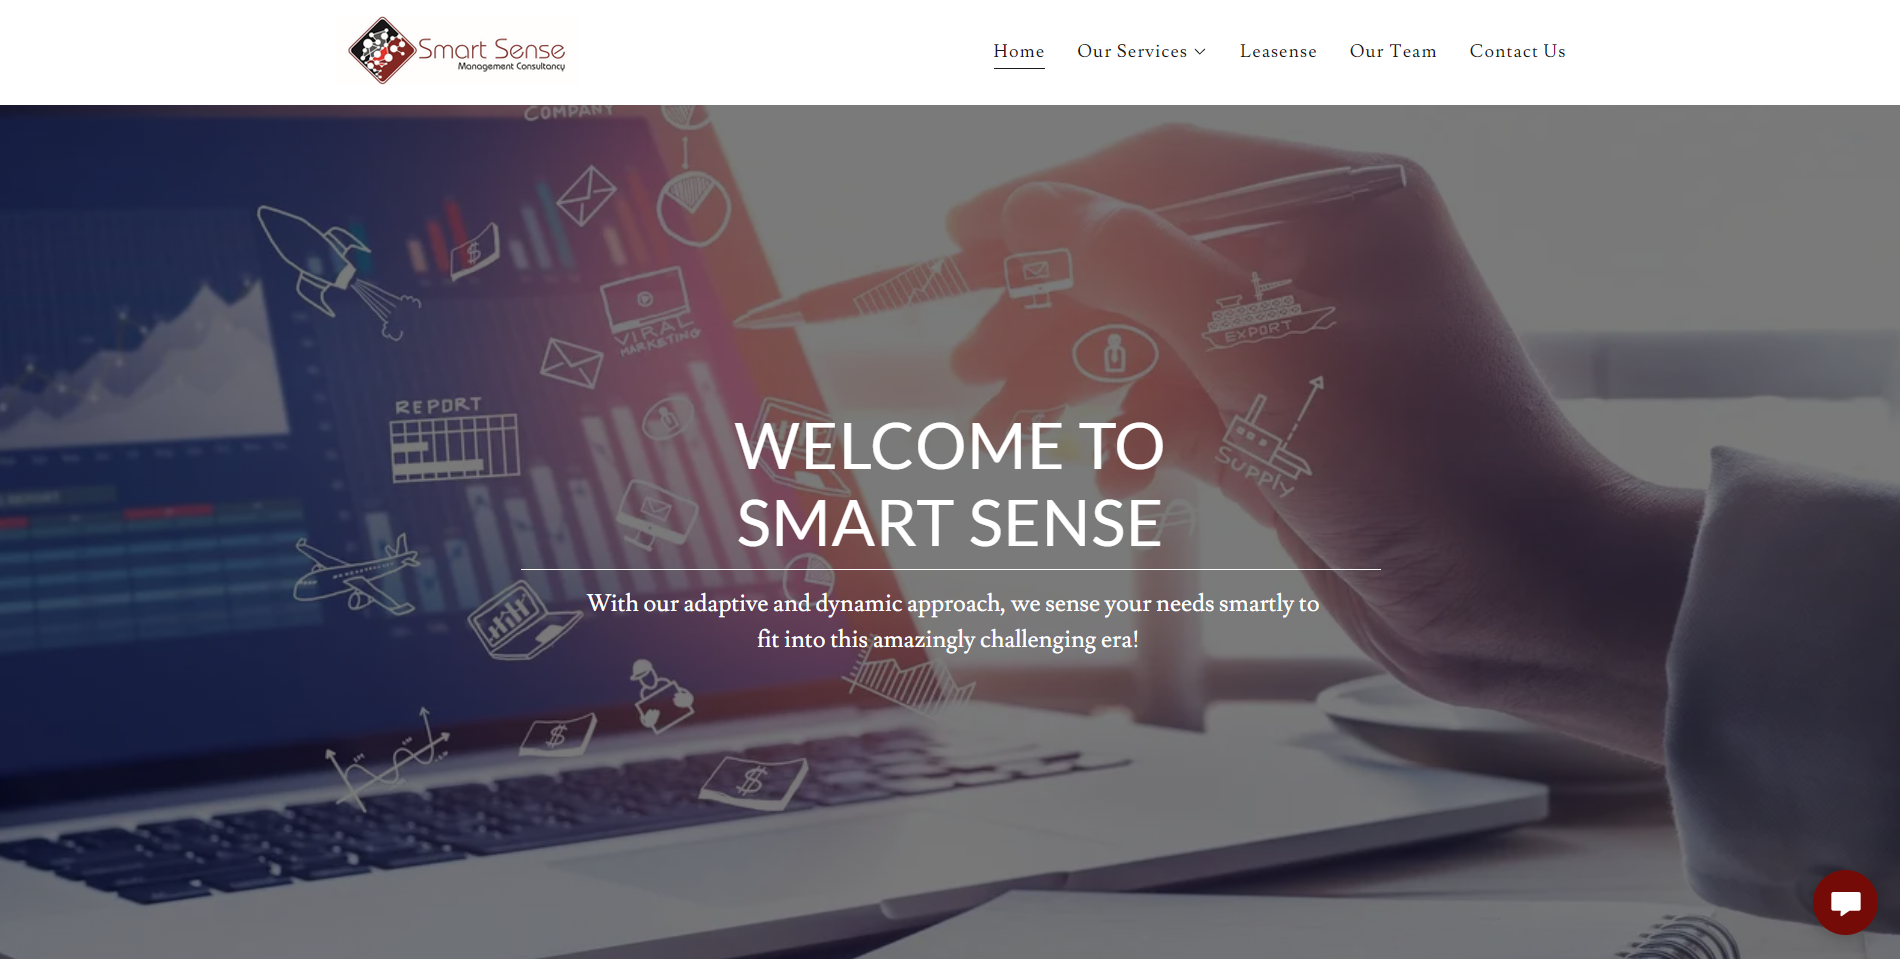 Smart Sense
Management Consultancy
Home
Our Services
Leasense
Our Team
Contact Us
COMPANY
VIRAL
MARKETING
EXPORT
REPORT
SUPPLY
WELCOME TO
SMART SENSE
With our adaptive and dynamic approach, we sense your needs smartly to
fit into this amazingly challenging era!